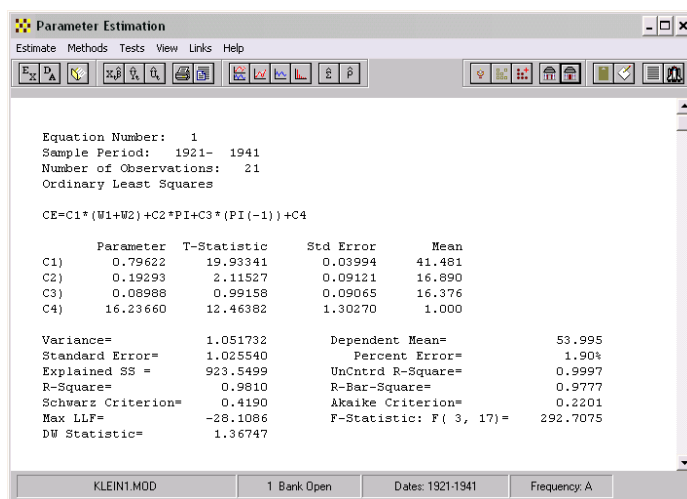 Parameter Estimation
Estimate Methods Tests View Links Help
Equation Number: 1
Sample Period: 1921- 1941
Number of Observations: 21
Ordinary Least Squares
CE=C1*(W1+W2)+C2*PI+C3*(PI(-1))+C4
Parameter T-Statistic Std Error Mean
C1) 0.79622 19.93341 0.03994 41.481
C2) 0.19293 2.11527 0.09121 16.890
C3) 0.08988 0.99158 0.09065 16.376
C4) 16.23660 12.46382 1.30270 1.000
Variance= 1.051732 Dependent Mean= 53.995
Standard Error= 1.025540 Percent Error= 1.90%
Explained SS = 923.5499 UnCntrd R-Square= 0.9997
R-Square= 0.9810 R-Bar-Square= 0.9777
Schwarz Criterion= 0.4190 Akaike Criterion= 0.2201
Max LLF= -28.1086 F-Statistic: F( 3, 17)= 292.7075
DW Statistic= 1.36747
KLEIN1.MOD 1 Bank Open Dates: 1921-1941 Frequency: A